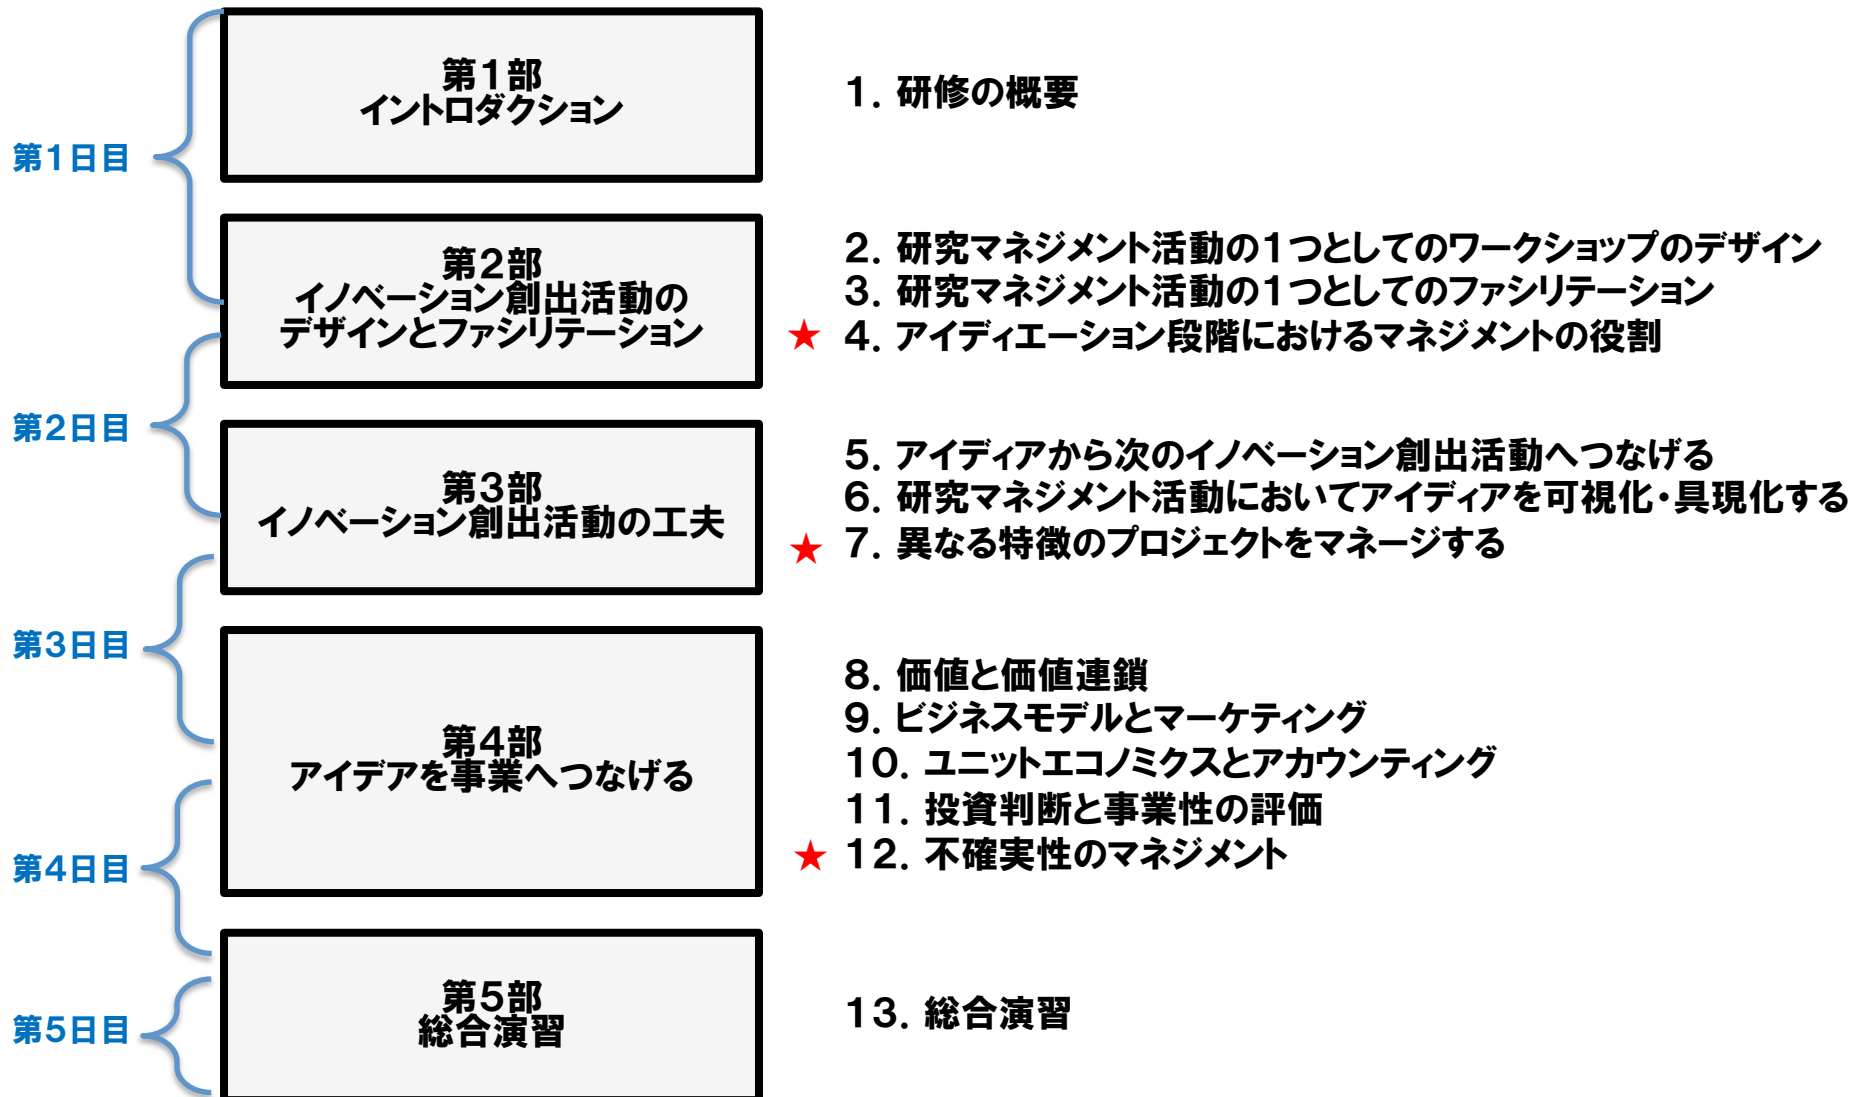 第1日目
第1部
イントロダクション
1. 研修の概要
第2部
イノベーション創出活動の
デザインとファシリテーション
2. 研究マネジメント活動の1つとしてのワークショップのデザイン
3. 研究マネジメント活動の1つとしてのファシリテーション
★ 4. アイディエーション段階におけるマネジメントの役割
第2日目
第3部
イノベーション創出活動の工夫
5. アイディアから次のイノベーション創出活動へつなげる
6. 研究マネジメント活動においてアイディアを可視化・具現化する
★ 7. 異なる特徴のプロジェクトをマネージする
第3日目
第4部
アイデアを事業へつなげる
8. 価値と価値連鎖
9. ビジネスモデルとマーケティング
10. ユニットエコノミクスとアカウンティング
11. 投資判断と事業性の評価
★ 12. 不確実性のマネジメント
第4日目
第5部
総合演習
13. 総合演習
第5日目